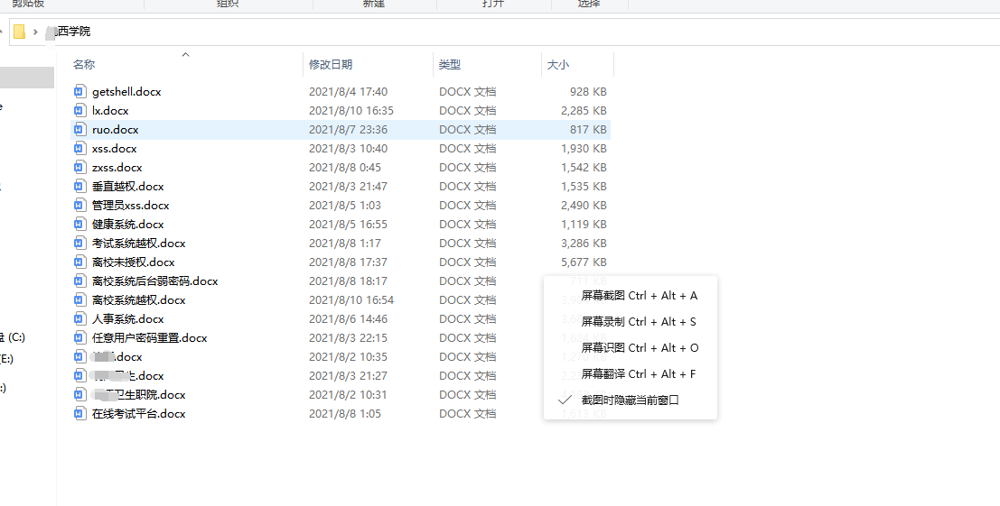 剪贴板 组织 新建 打开 选择
西学院
名称 修改日期 类型 大小
getshell.docx 2021/8/4 17:40 DOCX 文档 928 KB
lx.docx 2021/8/10 16:35 DOCX 文档 2,285 KB
ruo.docx 2021/8/7 23:36 DOCX 文档 817 KB
xss.docx 2021/8/3 10:40 DOCX 文档 1,930 KB
zxss.docx 2021/8/8 0:45 DOCX 文档 1,542 KB
垂直越权.docx 2021/8/3 21:47 DOCX 文档 1,535 KB
管理员xss.docx 2021/8/5 1:03 DOCX 文档 2,490 KB
健康系统.docx 2021/8/5 16:55 DOCX 文档 1,119 KB
考试系统越权.docx 2021/8/8 1:17 DOCX 文档 3,286 KB
离校未授权.docx 2021/8/8 17:37 DOCX 文档 5,677 KB
离校系统后台弱密码.docx 2021/8/8 18:17 DOCX 文档 711 KB
屏幕截图 Ctrl + Alt + A
离校系统越权.docx 2021/8/10 16:54 DOCX 文档
人事系统.docx 2021/8/6 14:46 DOCX 文档
屏幕录制 Ctrl + Alt + S
盘 (C:) 任意用户密码重置.docx 2021/8/3 22:15 DOCX 文档 1,624 KB
屏幕识图 Ctrl + Alt + O
(E:) .docx 2021/8/2 10:35 DOCX 文档 1,270 KB
生.docx 2021/8/3 21:27 DOCX 文档
屏幕翻译 Ctrl + Alt + F
:) 卫生职院.docx 2021/8/2 10:31 DOCX 文档
截图时隐藏当前窗口
在线考试平台.docx 2021/8/8 1:05 DOCX 文档 1,613 KB